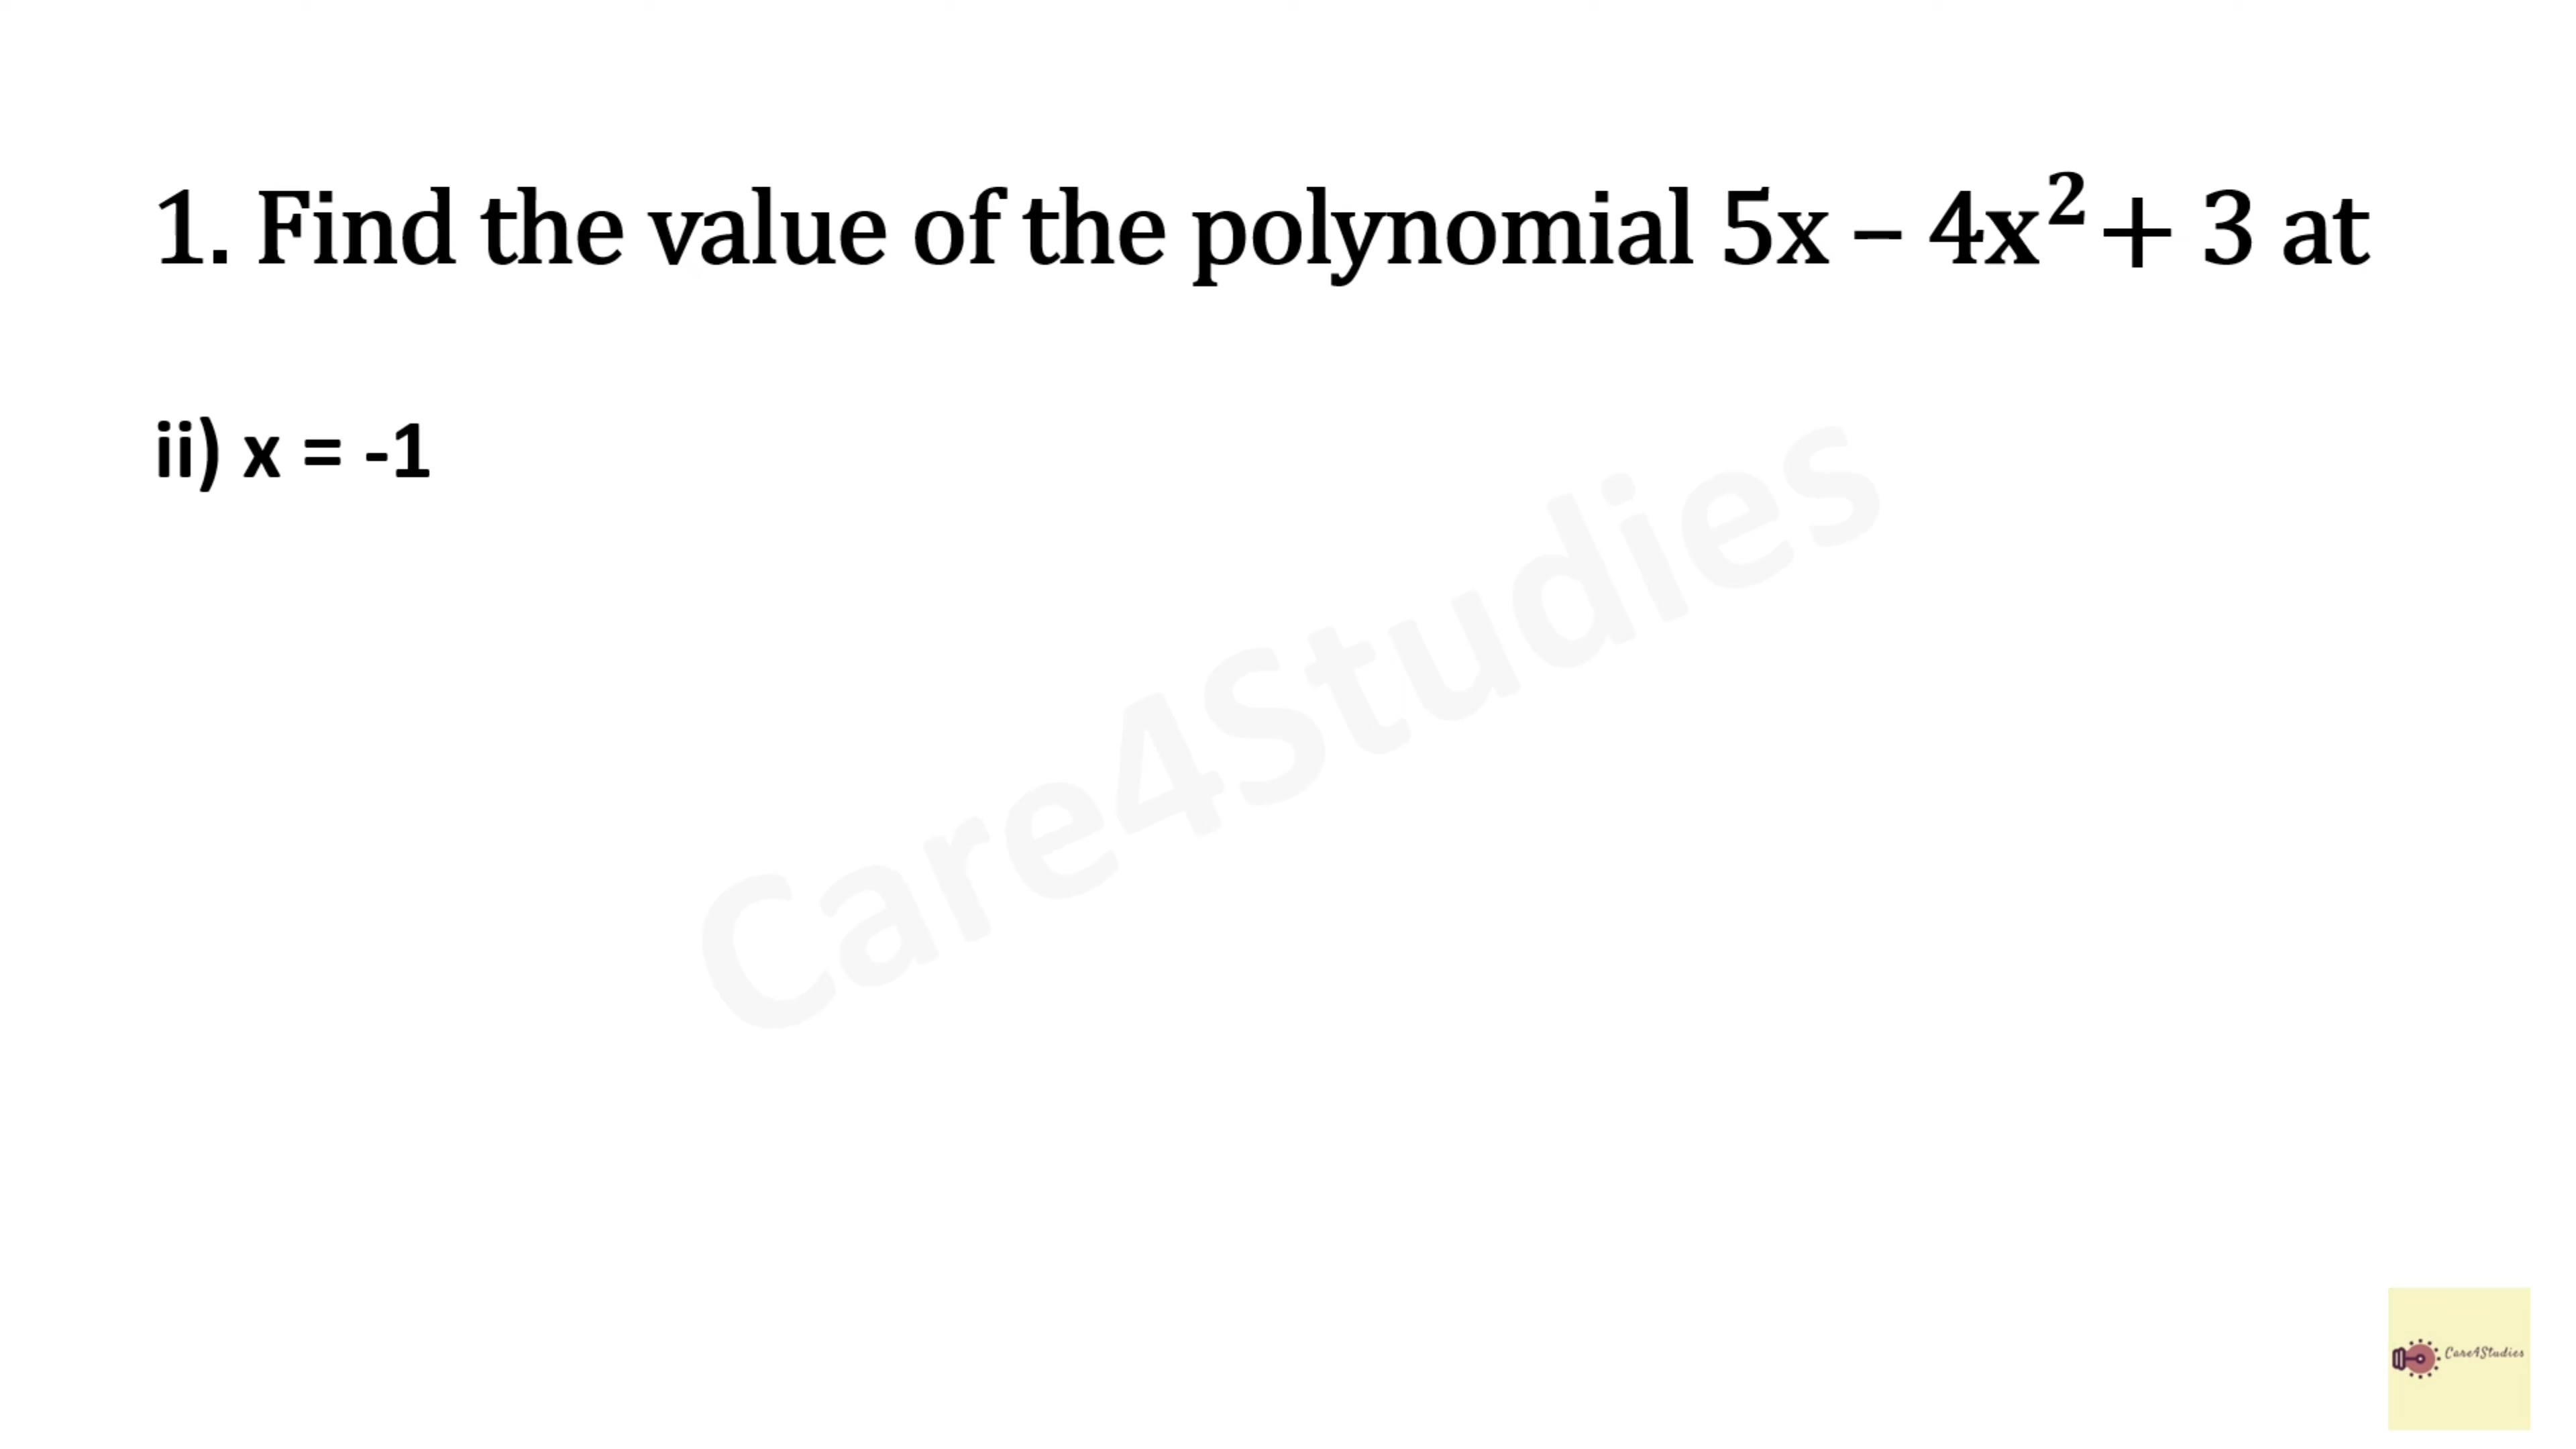 1. Find the value of the polynomial 5x – 4x² + 3 at
ii) x = -1
Care4Studies
Care4Studies